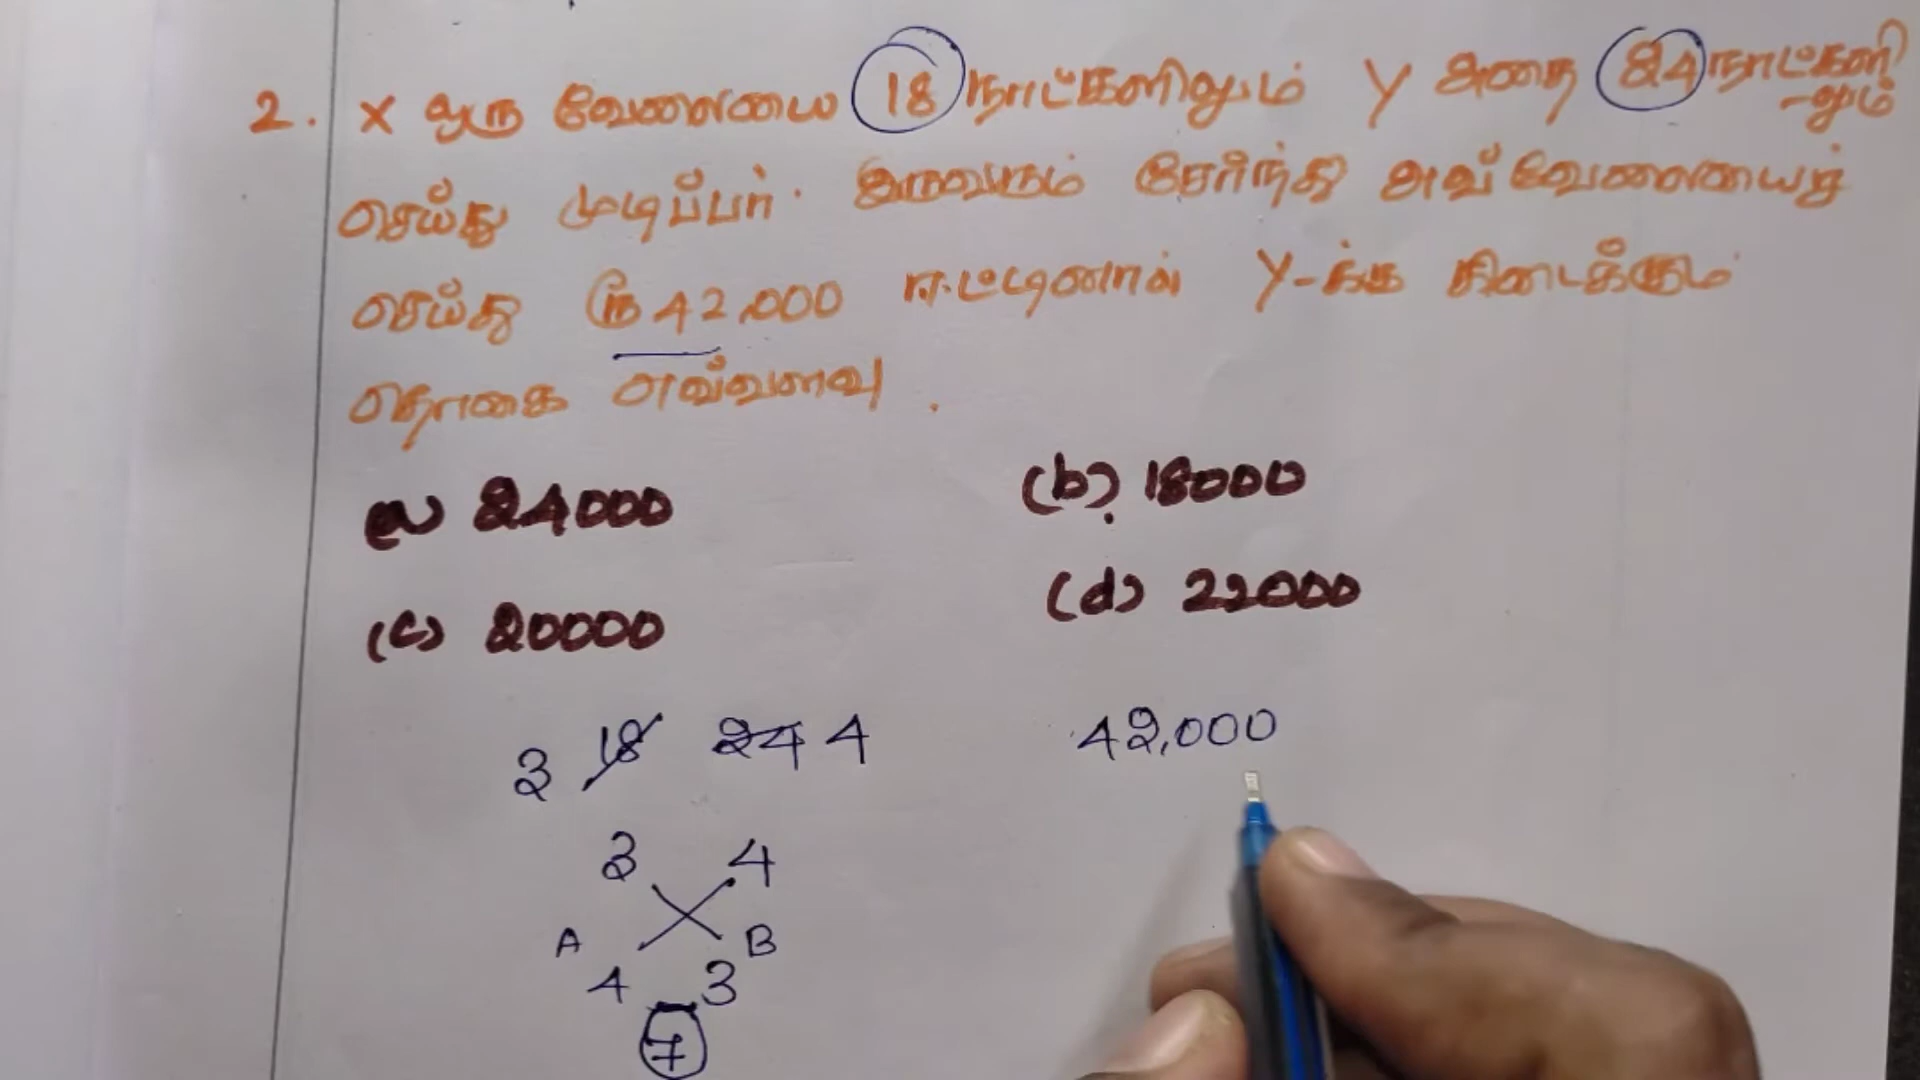 2. X ஒரு வேலையை 18 நாட்களிலும் Y அதை 24 நாட்களி
-லும்
செய்து முடிப்பர். இருவரும் சேர்ந்து அவ் வேலையைச்
செய்து ரூ 42,000 ஈட்டினால் Y-க்கு கிடைக்கும்
தொகை எவ்வளவு.
(a) 24000 (b) 18000
(c) 20000 (d) 22000
3 18 24 4 42,000
3 4
A B
4 3
7